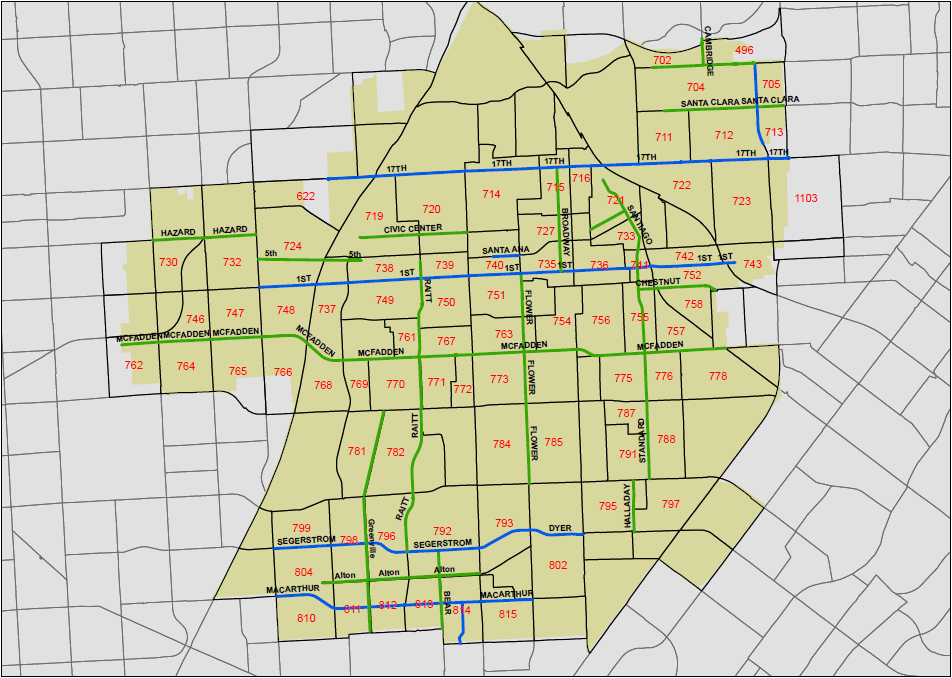 CAMBRIDGE
496
702
704
705
SANTA CLARA SANTA CLARA
711
712
713
17TH
17TH
17TH
17TH
17TH
17TH
622
714
715
716
722
719
720
721
723
1103
BROADWAY
SANTIAGO
HAZARD
HAZARD
CIVIC CENTER
727
733
724
5th
5th
SANTA ANA
730
732
738
739
740
735
736
741
742
743
1ST
1ST
1ST
1ST
1ST
1ST
752
CHESTNUT
RAITT
746
747
748
737
749
750
751
FLOWER
754
756
755
757
758
761
767
763
MCFADDEN
MCFADDEN
MCFADDEN
MCFADDEN
MCFADDEN
MCFADDEN
MCFADDEN
762
764
765
766
768
769
770
771
772
773
FLOWER
775
776
778
RAITT
781
782
784
FLOWER
785
787
788
791
STANDARD
795
HALLADAY
797
RAITT
799
798
Greenville
796
792
793
DYER
SEGERSTROM
SEGERSTROM
804
Alton
Alton
Alton
802
MACARTHUR
MACARTHUR
BEAR
810
811
812
813
814
815